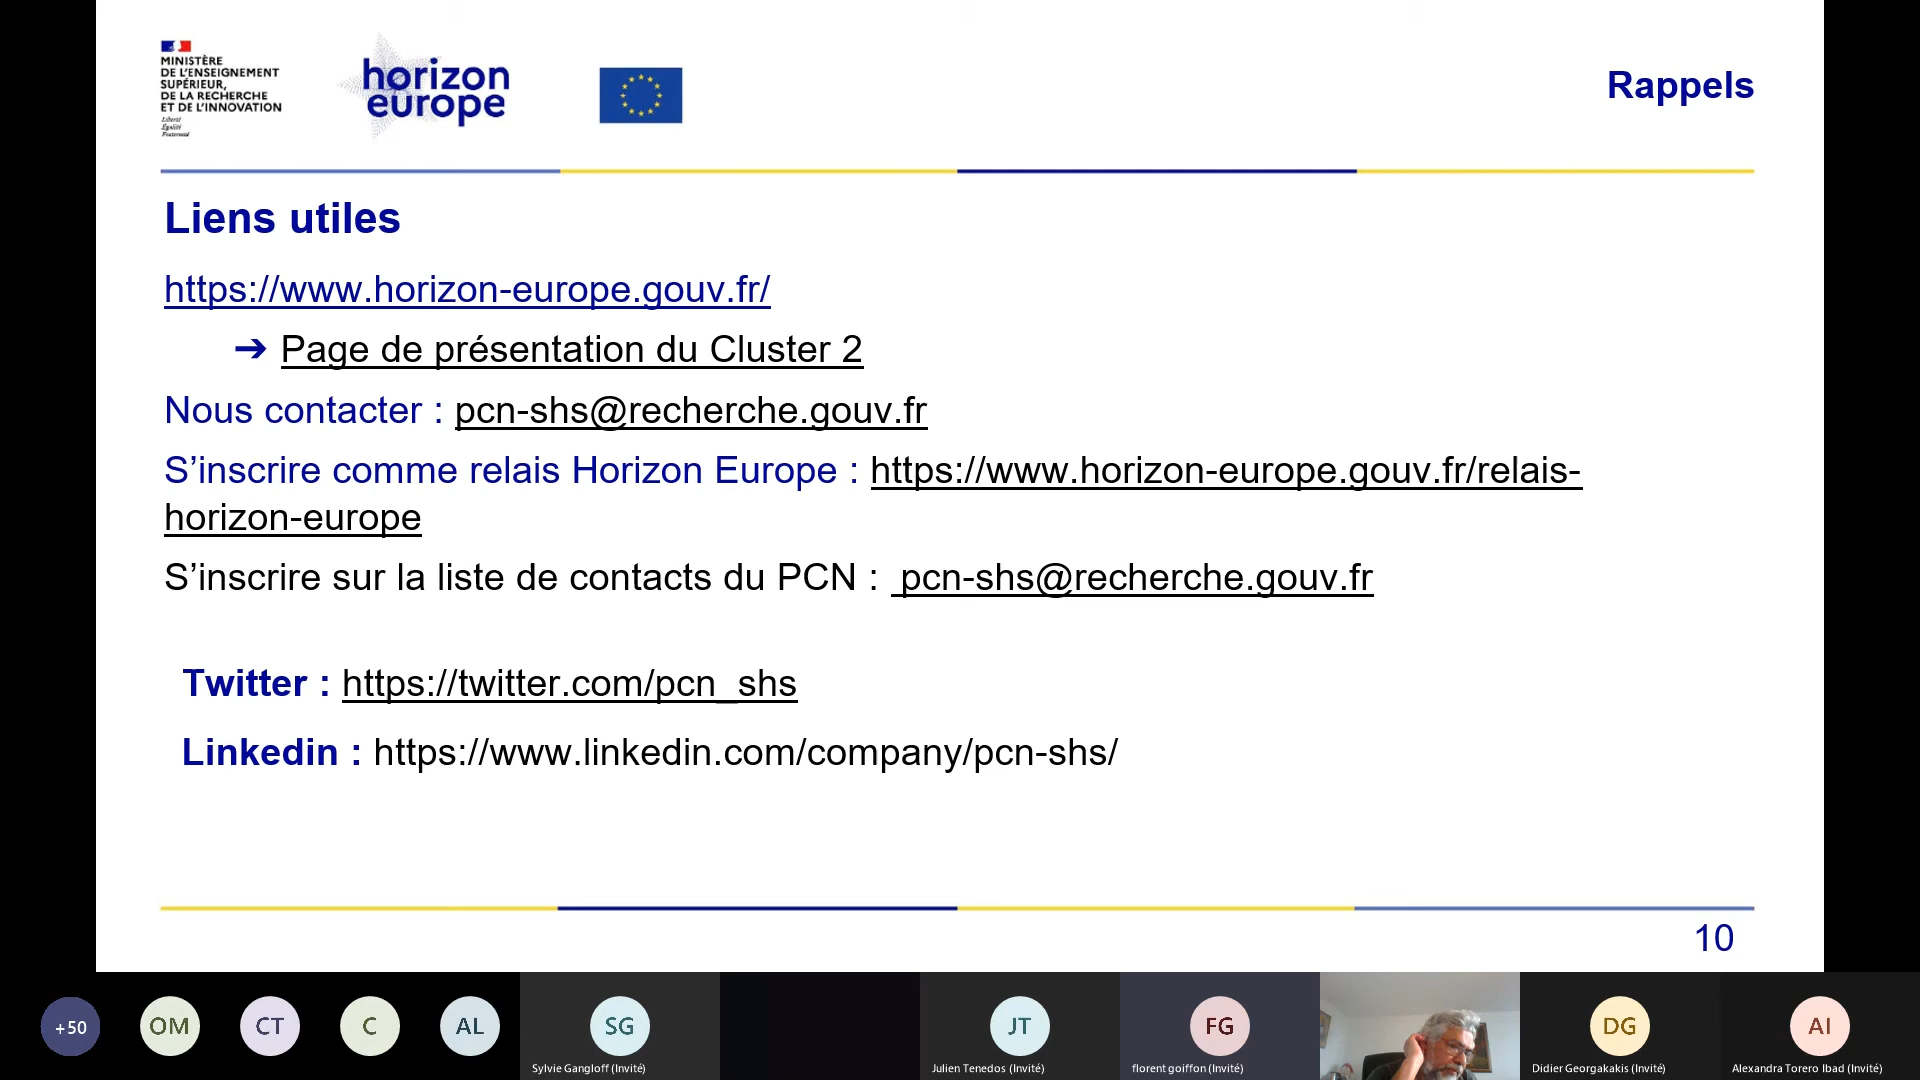 MINISTÈRE
DE L'ENSEIGNEMENT
SUPÉRIEUR,
DE LA RECHERCHE
ET DE L'INNOVATION
Liberté
Égalité
Fraternité
horizon
europe
Rappels
Liens utiles
https://www.horizon-europe.gouv.fr/
➔ Page de présentation du Cluster 2
Nous contacter : pcn-shs@recherche.gouv.fr
S’inscrire comme relais Horizon Europe : https://www.horizon-europe.gouv.fr/relais-
horizon-europe
S’inscrire sur la liste de contacts du PCN : pcn-shs@recherche.gouv.fr
Twitter : https://twitter.com/pcn_shs
Linkedin : https://www.linkedin.com/company/pcn-shs/
10
+50
OM
CT
C
AL
SG
Sylvie Gangloff (Invité)
JT
Julien Tenedos (Invité)
FG
florent goiffon (Invité)
DG
Didier Georgakakis (Invité)
AI
Alexandra Torero Ibad (Invité)